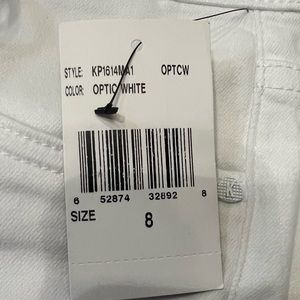 STYLE: KP1614MA1 OPTCW
COLOR: OPTIC WHITE
6 52874 32892 8
SIZE 8